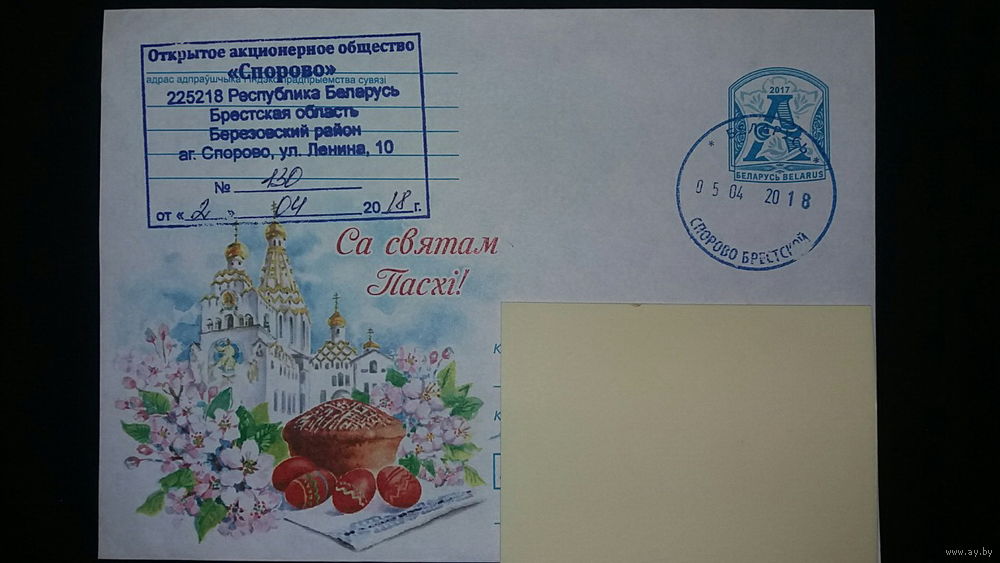 Открытое акционерное общество
«Спорово»
адрас адпраўшчыка прадпрыемства сувязі
225218 Республика Беларусь
Брестская область
Березовский район
аг. Спорово, ул. Ленина, 10
№ 130
от « 2 » 04 2018 г.
2017
А
БЕЛАРУСЬ BELARUS
05 04 2018
СПОРОВО БРЕСТСКОЙ
Са святам
Пасхі!
К
К
www.ay.by